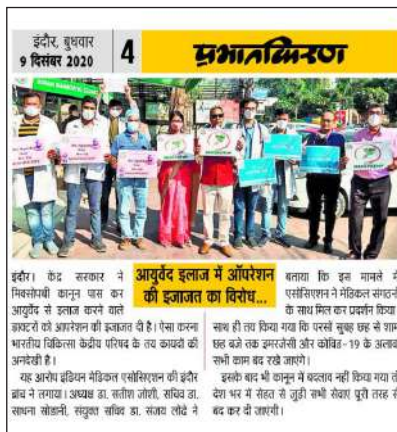 इंदौर, बुधवार
9 दिसंबर 2020
4
प्रभातकिरण
आयुर्वेद इलाज में ऑपरेशन
की इजाजत का विरोध...
इंदौर। केंद्र सरकार ने
मिक्सोपैथी कानून पास कर
आयुर्वेद से इलाज करने वाले
डाक्टरों को आपरेशन की इजाजत दी है। ऐसा करना
भारतीय चिकित्सा केंद्रीय परिषद के तय कायदों की
अनदेखी है।
यह आरोप इंडियन मेडिकल एसोसिएशन की इंदौर
ब्रांच ने लगाया। अध्यक्ष डा. सतीश जोशी, सचिव डा.
साधना सोडानी, संयुक्त सचिव डा. संजय लोंढे ने
बताया कि इस मामले में
एसोसिएशन ने मेडिकल संगठनों
के साथ मिल कर प्रदर्शन किया।
साथ ही तय किया गया कि परसों सुबह छह से शाम
छह बजे तक इमरजेंसी और कोविड-19 के अलावा
सभी काम बंद रखे जाएंगे।
इसके बाद भी कानून में बदलाव नहीं किया गया तो
देश भर में सेहत से जुड़ी सभी सेवाएं पूरी तरह से
बंद कर दी जाएंगी।